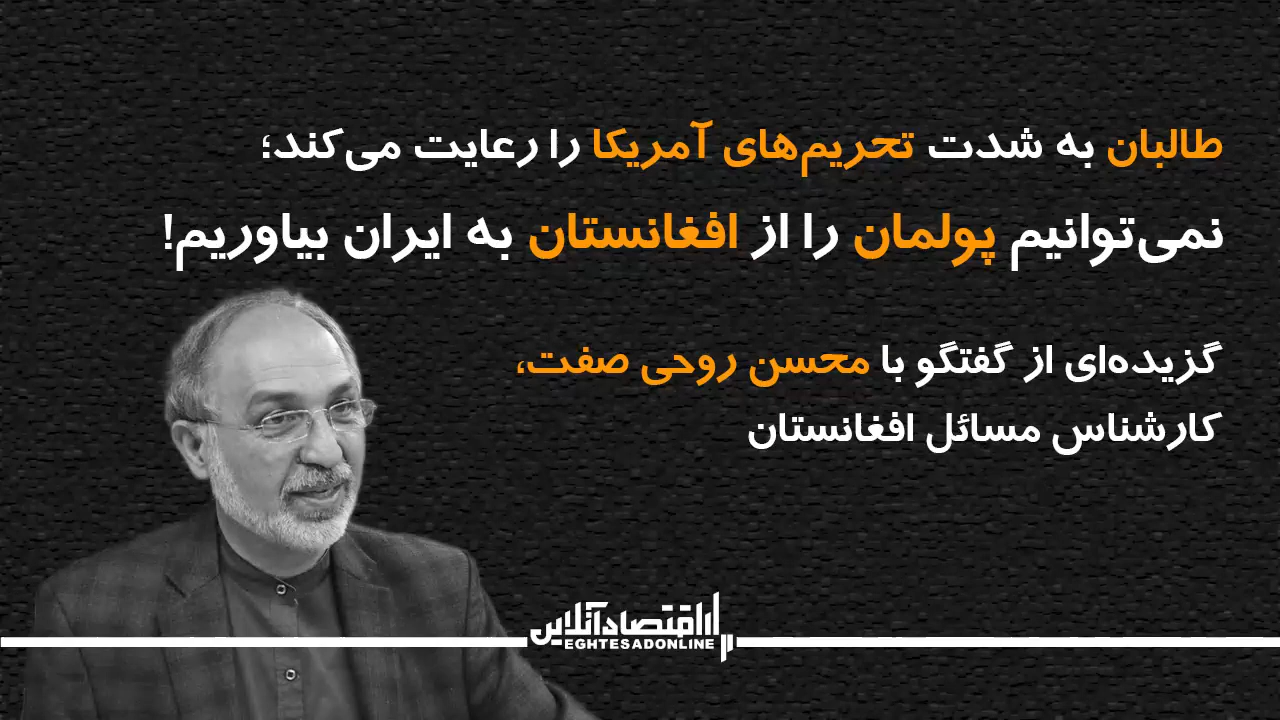 طالبان به شدت تحریم‌های آمریکا را رعایت می‌کند؛
نمی‌توانیم پولمان را از افغانستان به ایران بیاوریم!
گزیده‌ای از گفتگو با محسن روحی صفت،
کارشناس مسائل افغانستان
اقتصادآنلاین
EGHTESADONLINE